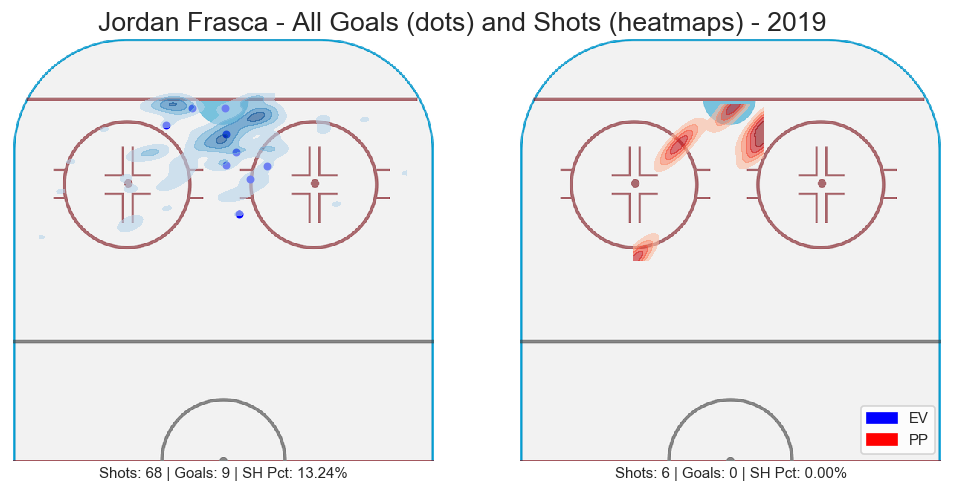 Jordan Frasca - All Goals (dots) and Shots (heatmaps) - 2019
EV
PP
Shots: 68 | Goals: 9 | SH Pct: 13.24%
Shots: 6 | Goals: 0 | SH Pct: 0.00%